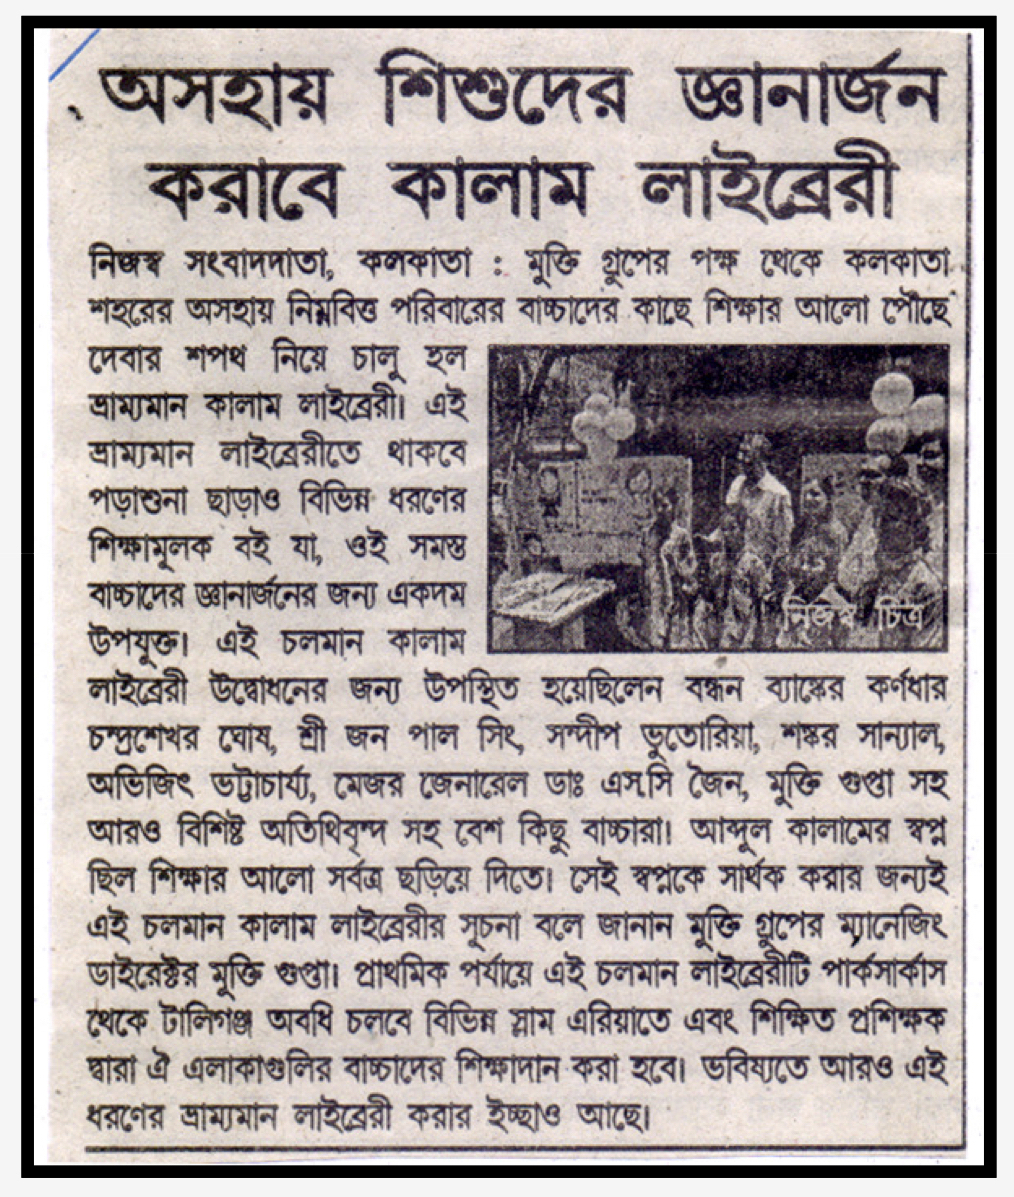 অসহায় শিশুদের জ্ঞানার্জন
করাবে কালাম লাইব্রেরী
নিজস্ব সংবাদদাতা, কলকাতা : মুক্তি গ্রুপের পক্ষ থেকে কলকাতা
শহরের অসহায় নিম্নবিত্ত পরিবারের বাচ্চাদের কাছে শিক্ষার আলো পৌঁছে
দেবার শপথ নিয়ে চালু হল
ভ্রাম্যমান কালাম লাইব্রেরী। এই
ভ্রাম্যমান লাইব্রেরীতে থাকবে
পড়াশুনা ছাড়াও বিভিন্ন ধরণের
শিক্ষামূলক বই যা, ওই সমস্ত
বাচ্চাদের জ্ঞানার্জনের জন্য একদম
উপযুক্ত। এই চলমান কালাম
নিজস্ব চিত্র
লাইব্রেরী উদ্বোধনের জন্য উপস্থিত হয়েছিলেন বন্ধন ব্যাঙ্কের কর্ণধার
চন্দ্রশেখর ঘোষ, শ্রী জন পাল সিং, সন্দীপ ভুতোরিয়া, শঙ্কর সান্যাল,
অভিজিৎ ভট্টাচার্য্য, মেজর জেনারেল ডাঃ এস.সি জৈন, মুক্তি গুপ্তা সহ
আরও বিশিষ্ট অতিথিবৃন্দ সহ বেশ কিছু বাচ্চারা। আব্দুল কালামের স্বপ্ন
ছিল শিক্ষার আলো সর্বত্র ছড়িয়ে দিতে। সেই স্বপ্নকে সার্থক করার জন্যই
এই চলমান কালাম লাইব্রেরীর সূচনা বলে জানান মুক্তি গ্রুপের ম্যানেজিং
ডাইরেক্টর মুক্তি গুপ্তা। প্রাথমিক পর্যায়ে এই চলমান লাইব্রেরীটি পার্কসার্কাস
থেকে টালিগঞ্জ অবধি চলবে বিভিন্ন স্লাম এরিয়াতে এবং শিক্ষিত প্রশিক্ষক
দ্বারা ঐ এলাকাগুলির বাচ্চাদের শিক্ষাদান করা হবে। ভবিষ্যতে আরও এই
ধরণের ভ্রাম্যমান লাইব্রেরী করার ইচ্ছাও আছে।